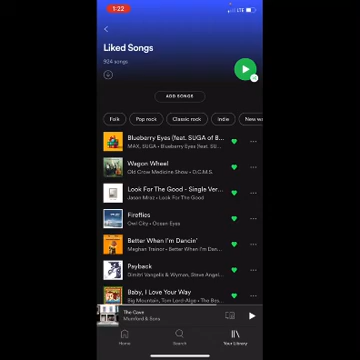 1:22
LTE
Liked Songs
924 songs
ADD SONGS
Folk
Pop rock
Classic rock
Indie
New wa
Blueberry Eyes (feat. SUGA of B...
MAX, SUGA • Blueberry Eyes (feat. SU...
Wagon Wheel
Old Crow Medicine Show • O.C.M.S.
Look For The Good - Single Ver...
Jason Mraz • Look For The Good
Fireflies
Owl City • Ocean Eyes
Better When I'm Dancin'
Meghan Trainor • Better When I'm Dan...
Payback
Dimitri Vangelis & Wyman, Steve Angel...
Baby, I Love Your Way
Big Mountain, Tom Lord-Alge • The Bes...
The Cave
Mumford & Sons
Home
Search
Your Library